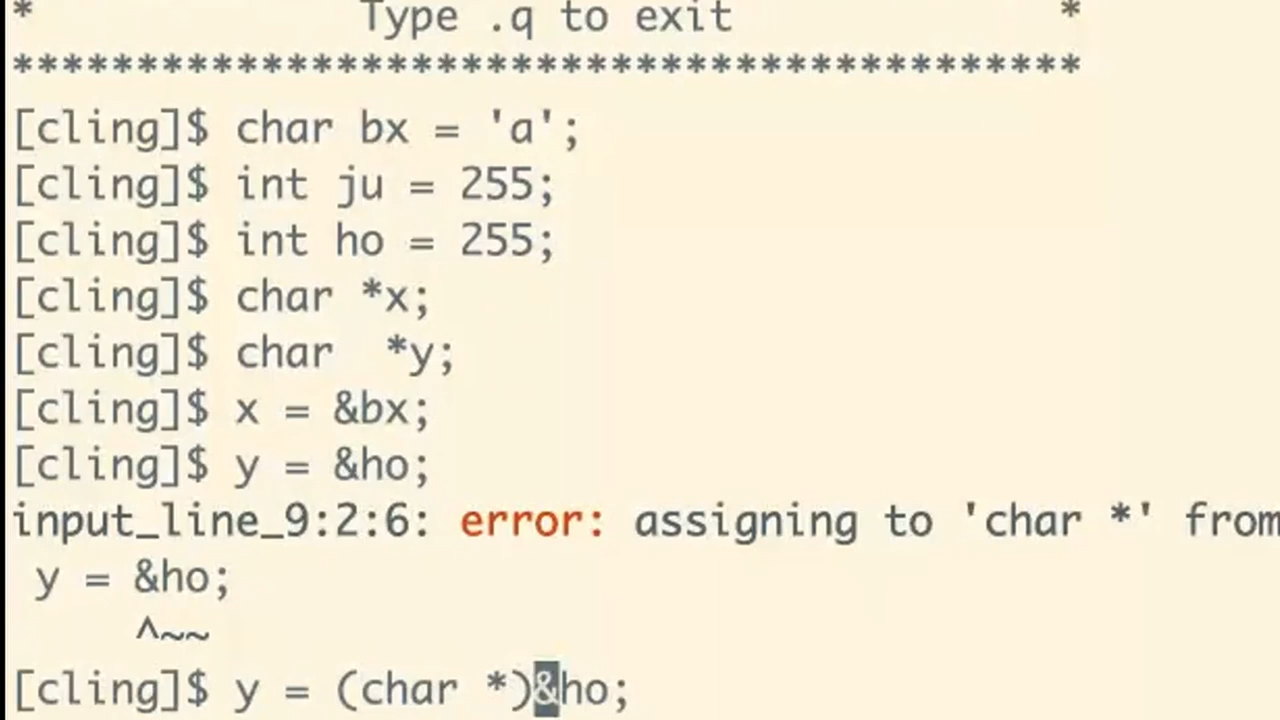 * Type .q to exit *
*******************************************
[cling]$ char bx = 'a';
[cling]$ int ju = 255;
[cling]$ int ho = 255;
[cling]$ char *x;
[cling]$ char  *y;
[cling]$ x = &bx;
[cling]$ y = &ho;
input_line_9:2:6: error: assigning to 'char *' from
 y = &ho;
     ^~~
[cling]$ y = (char *)&ho;